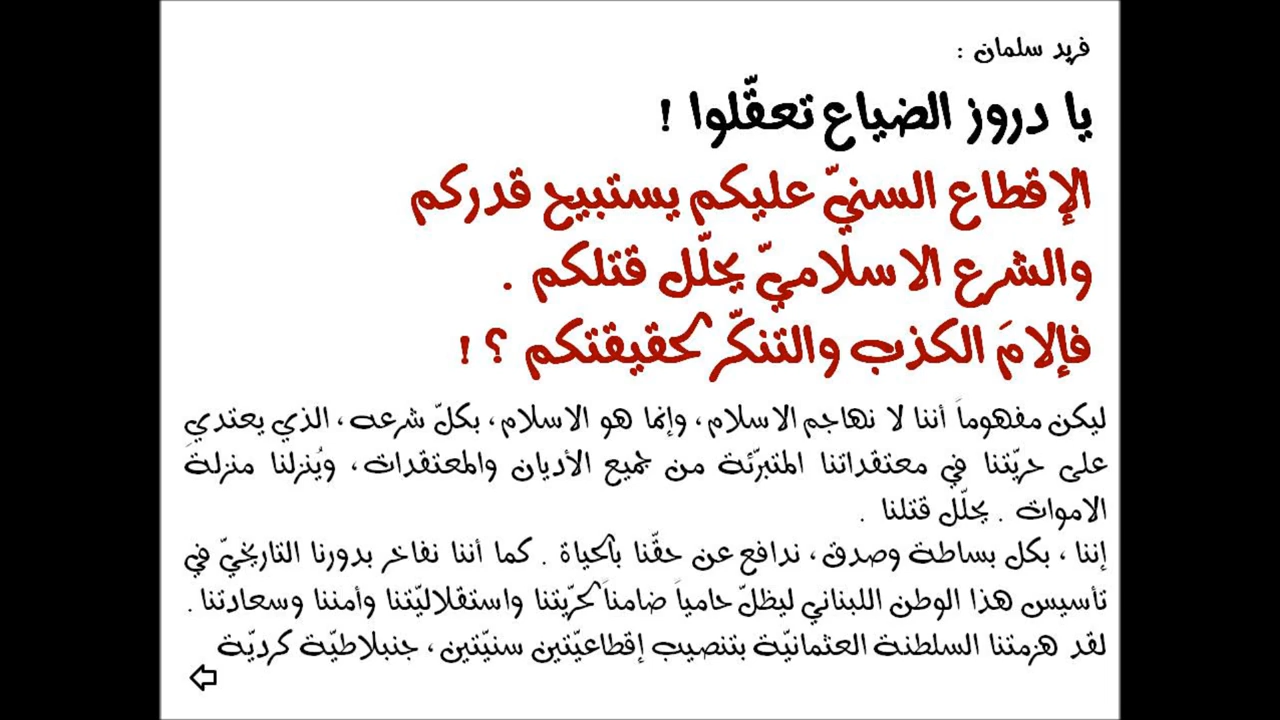 فريد سلمان :
يا دروز الضياع تعقّلوا !
الإقطاع السنيّ عليكم يستبيح قدركم
والشرع الاسلاميّ يحلّل قتلكم .
فإلامَ الكذب والتنكّر لحقيقتكم ؟ !
ليكن مفهوماً أننا لا نهاجم الاسلام، وإنما هو الاسلام، بكلّ شرعه، الذي يعتدي
على حريّتنا في معتقداتنا المتبرّئة من جميع الأديان والمعتقدات، ويُنزلنا منزلةَ
الاموات . يحلّل قتلنا .
إننا ، بكل بساطة وصدق، ندافع عن حقّنا بالحياة . كما أننا نفاخر بدورنا التاريخيّ في
تأسيس هذا الوطن اللبناني ليظلّ حامياً ضامناً لحرّيتنا واستقلاليّتنا وأمننا وسعادتنا .
لقد هزمتنا السلطنة العثمانيّة بتنصيب إقطاعيّتين سنيّتين، جنبلاطيّة كرديّة